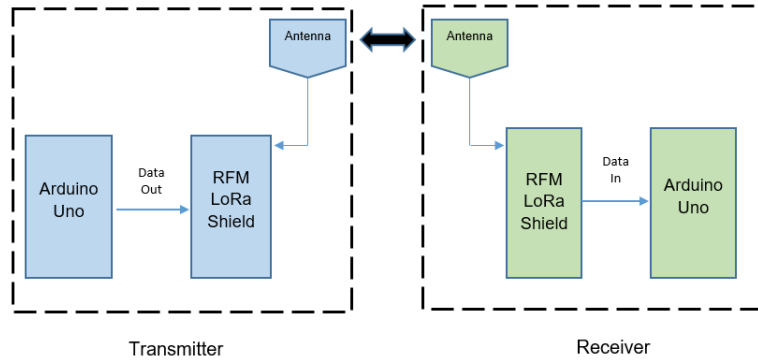 Antenna
Antenna
Arduino
Uno
Data
Out
RFM
LoRa
Shield
RFM
LoRa
Shield
Data
In
Arduino
Uno
Transmitter
Receiver